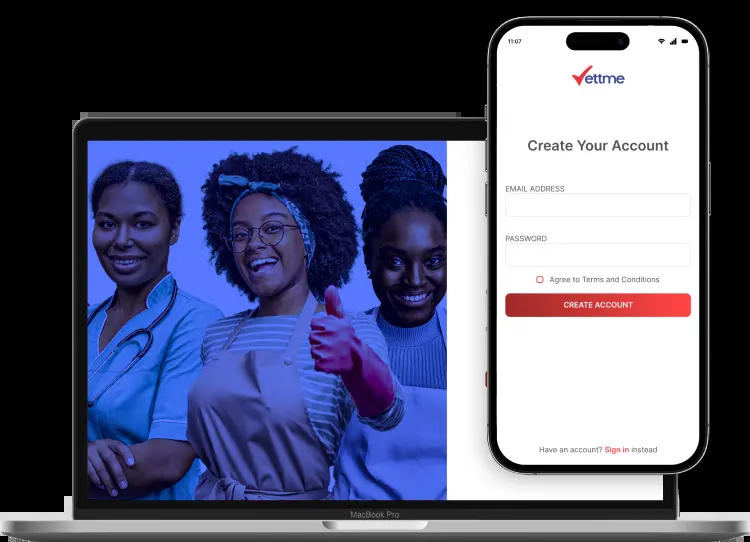 11:07
Vettme
Create Your Account
EMAIL ADDRESS
PASSWORD
Agree to Terms and Conditions
CREATE ACCOUNT
Have an account? Sign in instead
MacBook Pro